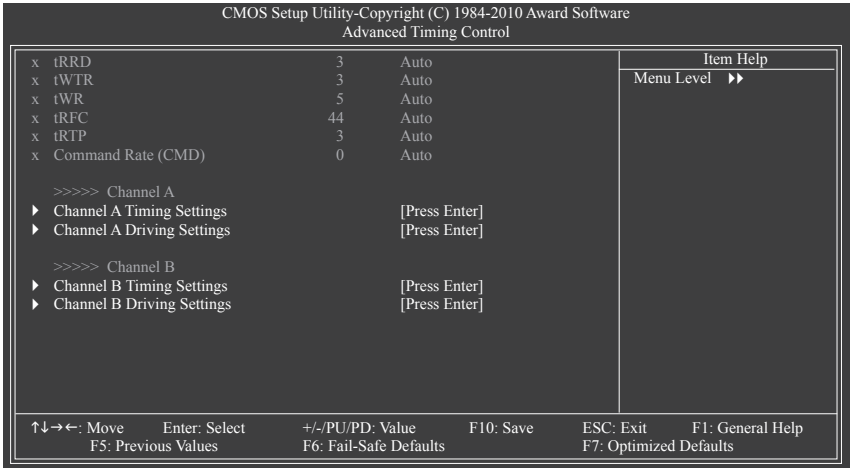 CMOS Setup Utility-Copyright (C) 1984-2010 Award Software
Advanced Timing Control
x tRRD 3 Auto
x tWTR 3 Auto
x tWR 5 Auto
x tRFC 44 Auto
x tRTP 3 Auto
x Command Rate (CMD) 0 Auto
>>>>> Channel A
Channel A Timing Settings [Press Enter]
Channel A Driving Settings [Press Enter]
>>>>> Channel B
Channel B Timing Settings [Press Enter]
Channel B Driving Settings [Press Enter]
Item Help
Menu Level
↑↓→←: Move Enter: Select +/-/PU/PD: Value F10: Save ESC: Exit F1: General Help
F5: Previous Values F6: Fail-Safe Defaults F7: Optimized Defaults